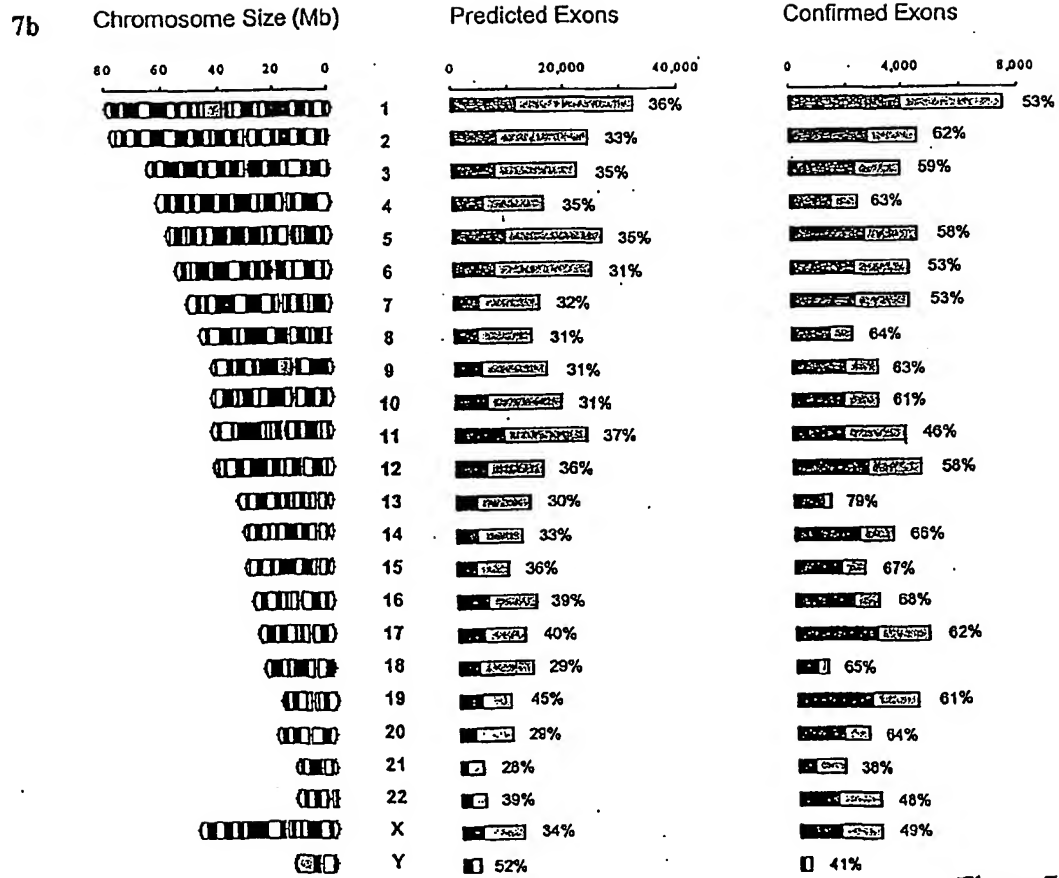 7b Chromosome Size (Mb) Predicted Exons Confirmed Exons
80 60 40 20 0 0 20,000 40,000 0 4,000 8,000
1 36% 53%
2 33% 62%
3 35% 59%
4 35% 63%
5 35% 58%
6 31% 53%
7 32% 53%
8 31% 64%
9 31% 63%
10 31% 61%
11 37% 46%
12 36% 58%
13 30% 79%
14 33% 66%
15 36% 67%
16 39% 68%
17 40% 62%
18 29% 65%
19 45% 61%
20 29% 64%
21 28% 38%
22 39% 48%
X 34% 49%
Y 52% 41%